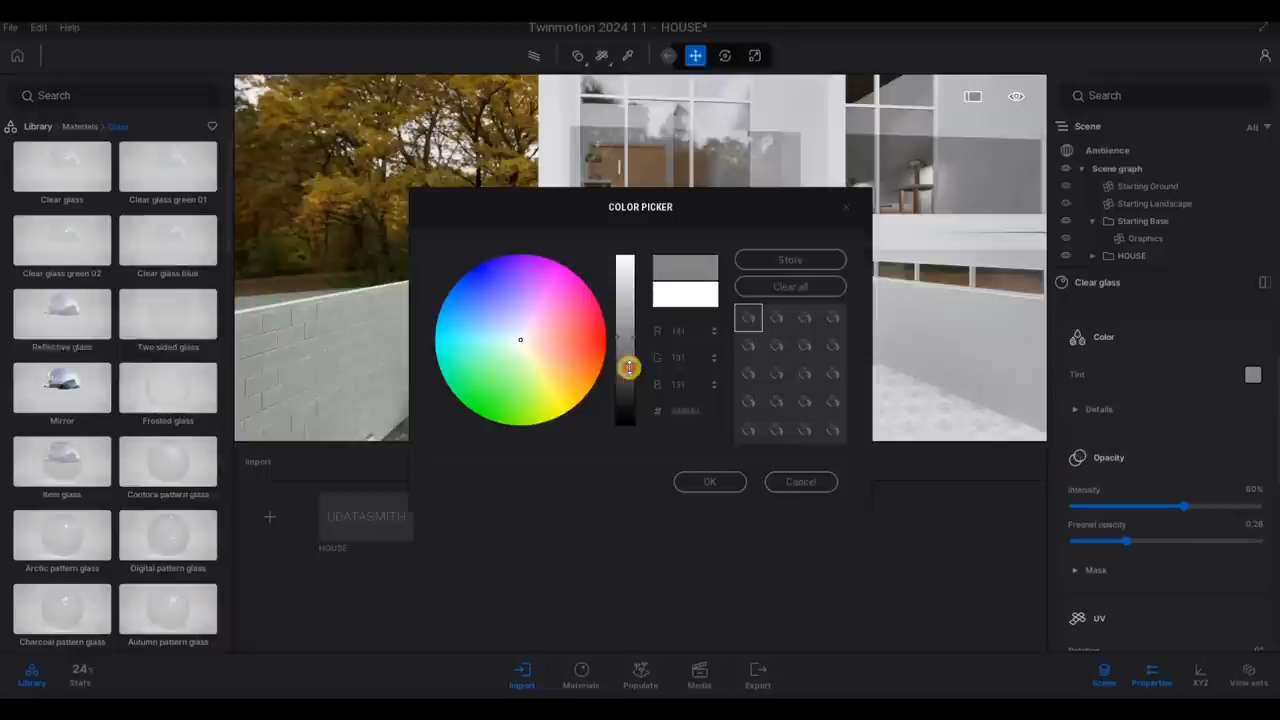 File Edit Help
Twinmotion 2024 1 1 - HOUSE*
Search
Library Materials Glass
Clear glass
Clear glass green 01
Clear glass green 02
Clear glass blue
Reflective glass
Two sided glass
Mirror
Frosted glass
Item glass
Contora pattern glass
Arctic pattern glass
Digital pattern glass
Charcoal pattern glass
Autumn pattern glass
COLOR PICKER
Store
Clear all
R
G 131
B 131
#
OK
Cancel
Import
+
UDATASMITH
HOUSE
Search
Scene
All
Ambience
Scene graph
Starting Ground
Starting Landscape
Starting Base
Graphics
HOUSE
Clear glass
Color
Tint
Details
Opacity
Intensity 60%
Fresnel opacity 0.28
Mask
UV
Rotation 0°
Library
24%
Stats
Import
Materials
Populate
Media
Export
Scene
Properties
XYZ
View sets